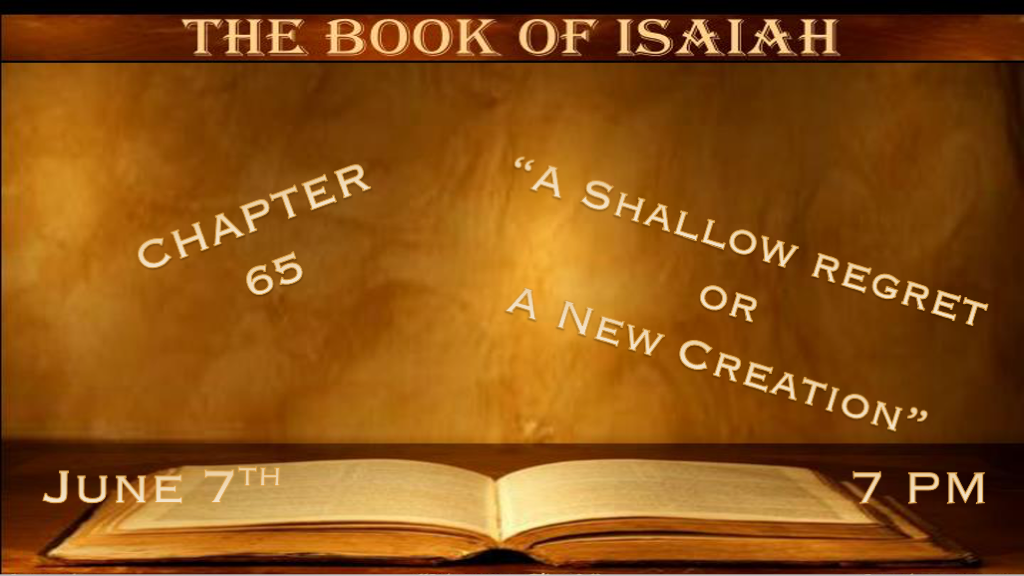 THE BOOK OF ISAIAH
CHAPTER
65
“A SHALLOW REGRET
OR
A NEW CREATION”
JUNE 7TH
7 PM